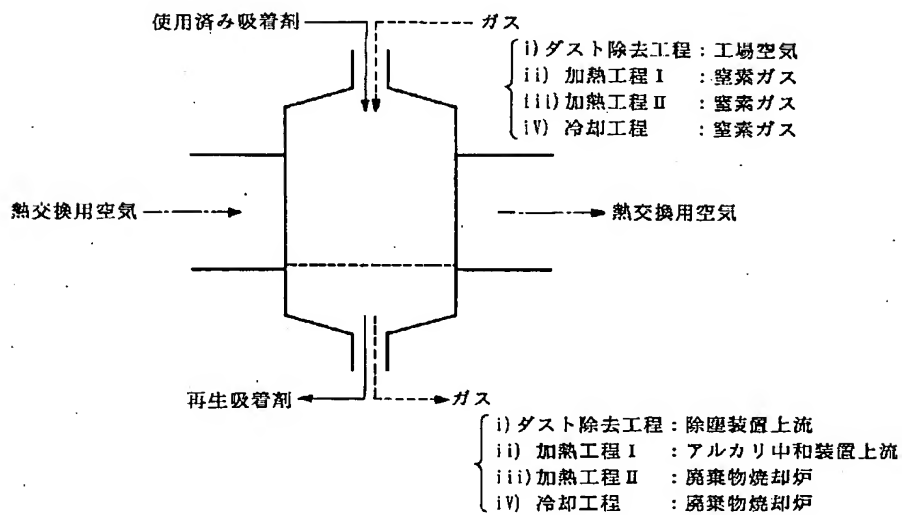 使用済み吸着剤
ガス
i)ダスト除去工程：工場空気
ii) 加熱工程 I ：窒素ガス
iii)加熱工程 II ：窒素ガス
iV) 冷却工程 ：窒素ガス
熱交換用空気
熱交換用空気
再生吸着剤
ガス
i)ダスト除去工程：除塵装置上流
ii) 加熱工程 I ：アルカリ中和装置上流
iii)加熱工程 II ：廃棄物焼却炉
iV) 冷却工程 ：廃棄物焼却炉